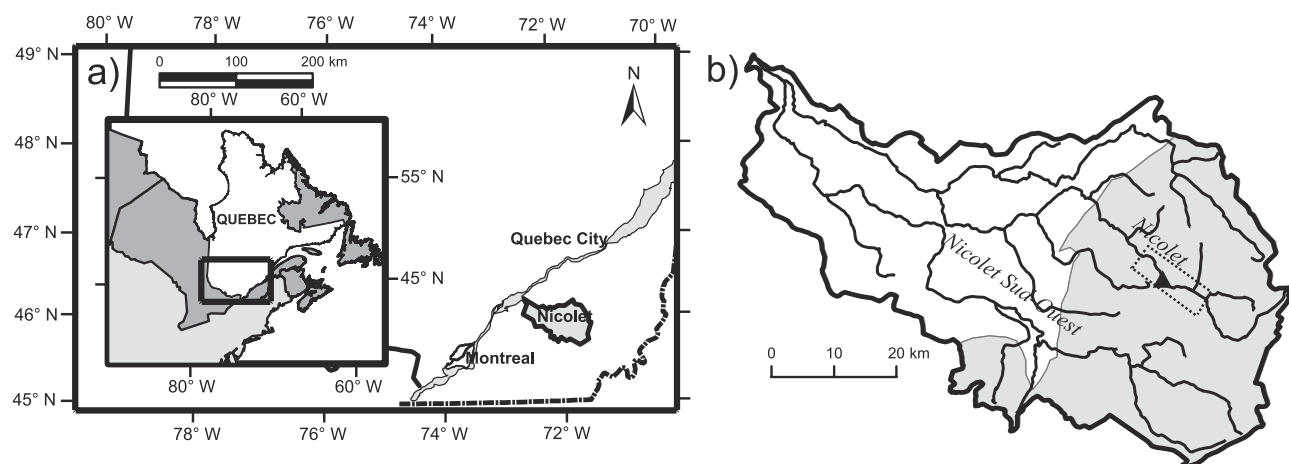 80° W 78° W 76° W 74° W 72° W 70° W
49° N
a)
0 100 200 km
80° W 60° W
N
b)
48° N
55° N
QUEBEC
47° N
Quebec City
Nicolet
45° N
Nicolet Sud-Ouest
46° N
Nicolet
Montreal
0 10 20 km
80° W 60° W
45° N
78° W 76° W 74° W 72° W